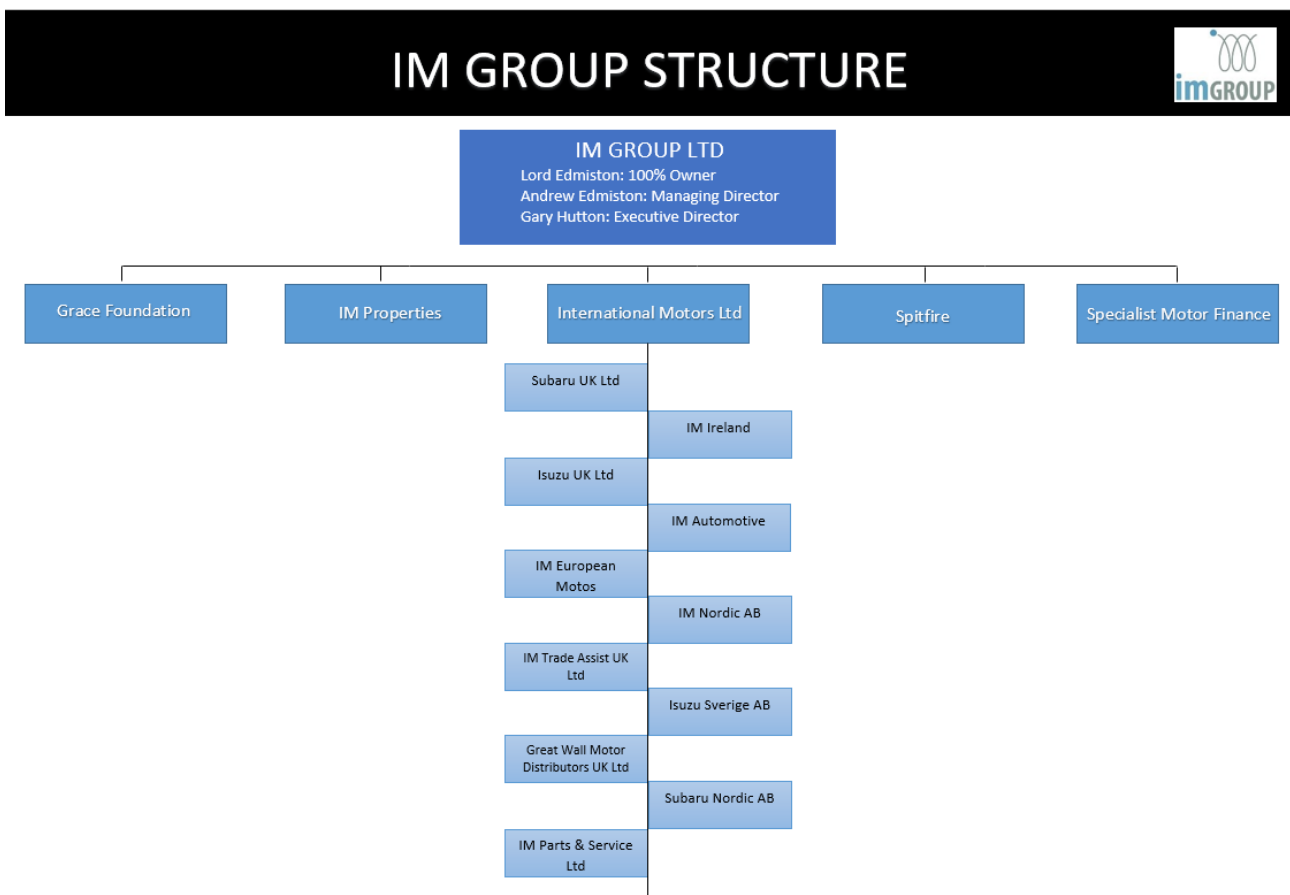 IM GROUP STRUCTURE
imGROUP
IM GROUP LTD
Lord Edmiston: 100% Owner
Andrew Edmiston: Managing Director
Gary Hutton: Executive Director
Grace Foundation
IM Properties
International Motors Ltd
Spitfire
Specialist Motor Finance
Subaru UK Ltd
IM Ireland
Isuzu UK Ltd
IM Automotive
IM European
Motos
IM Nordic AB
IM Trade Assist UK
Ltd
Isuzu Sverige AB
Great Wall Motor
Distributors UK Ltd
Subaru Nordic AB
IM Parts & Service
Ltd